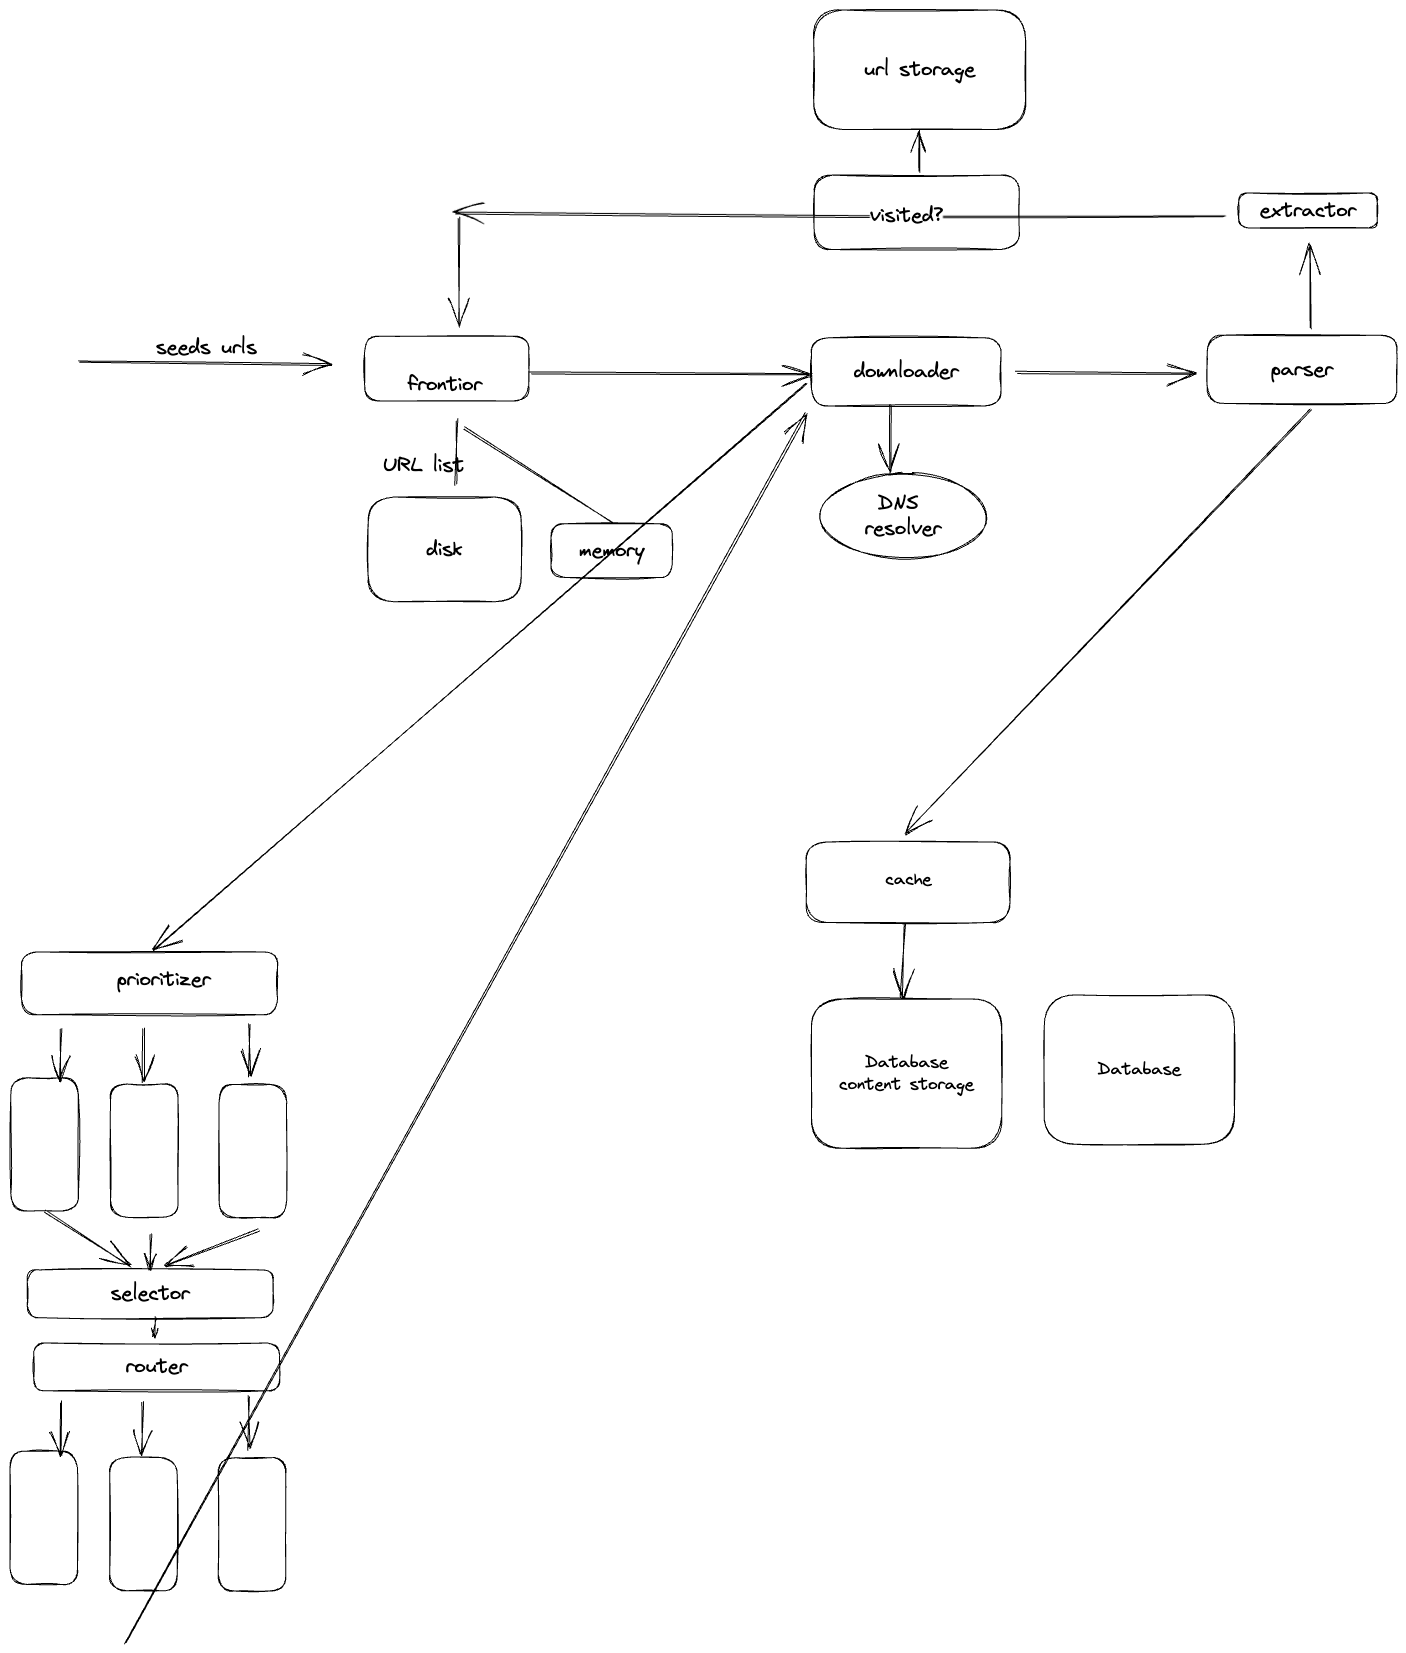 url storage
visited?
extractor
seeds urls
frontior
downloader
parser
URL list
disk
memory
DNS
resolver
cache
prioritizer
Database
content storage
Database
selector
router